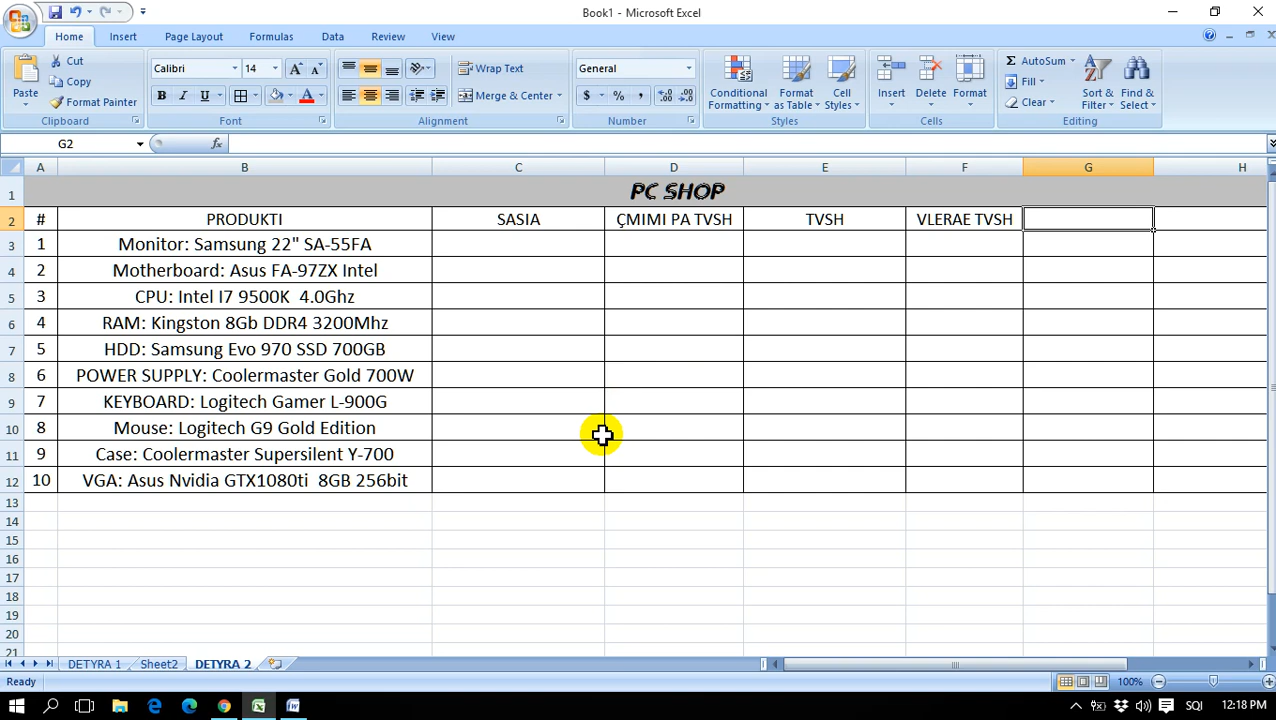 Book1 - Microsoft Excel
Home Insert Page Layout Formulas Data Review View
Paste Cut Copy Format Painter Clipboard
Calibri 14 A A B I U A Font
Wrap Text Merge & Center Alignment
General $ % , Number
Conditional Formatting Format as Table Cell Styles Styles
Insert Delete Format Cells
Σ AutoSum Fill Clear Sort & Filter Find & Select Editing
G2 fx
A B C D E F G H
1 PC SHOP
2 # PRODUKTI SASIA ÇMIMI PA TVSH TVSH VLERAE TVSH
3 1 Monitor: Samsung 22" SA-55FA
4 2 Motherboard: Asus FA-97ZX Intel
5 3 CPU: Intel I7 9500K 4.0Ghz
6 4 RAM: Kingston 8Gb DDR4 3200Mhz
7 5 HDD: Samsung Evo 970 SSD 700GB
8 6 POWER SUPPLY: Coolermaster Gold 700W
9 7 KEYBOARD: Logitech Gamer L-900G
10 8 Mouse: Logitech G9 Gold Edition
11 9 Case: Coolermaster Supersilent Y-700
12 10 VGA: Asus Nvidia GTX1080ti 8GB 256bit
13
14
15
16
17
18
19
20
21
DETYRA 1 Sheet2 DETYRA 2
Ready 100%
SQI 12:18 PM